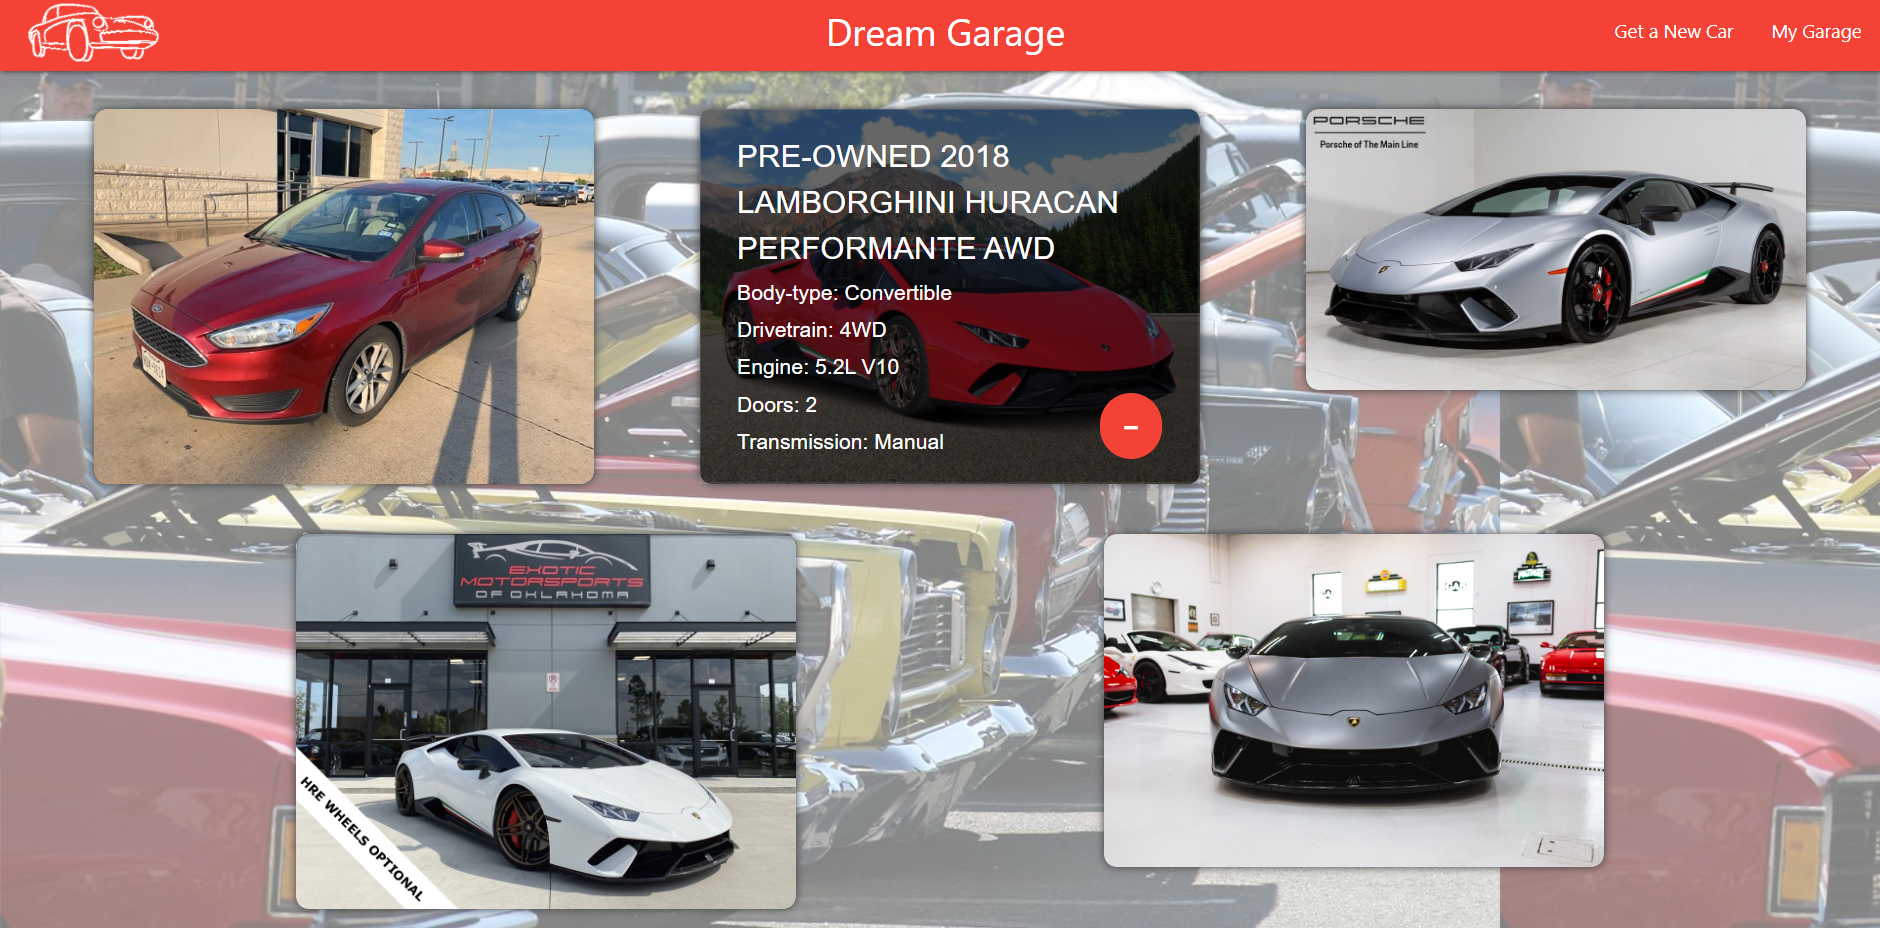 Dream Garage
Get a New Car
My Garage
PRE-OWNED 2018
LAMBORGHINI HURACAN
PERFORMANTE AWD
Body-type: Convertible
Drivetrain: 4WD
Engine: 5.2L V10
Doors: 2
Transmission: Manual
–
PORSCHE
Porsche of The Main Line
EXOTIC
MOTORSPORTS
OF OKLAHOMA
HRE WHEELS OPTIONAL